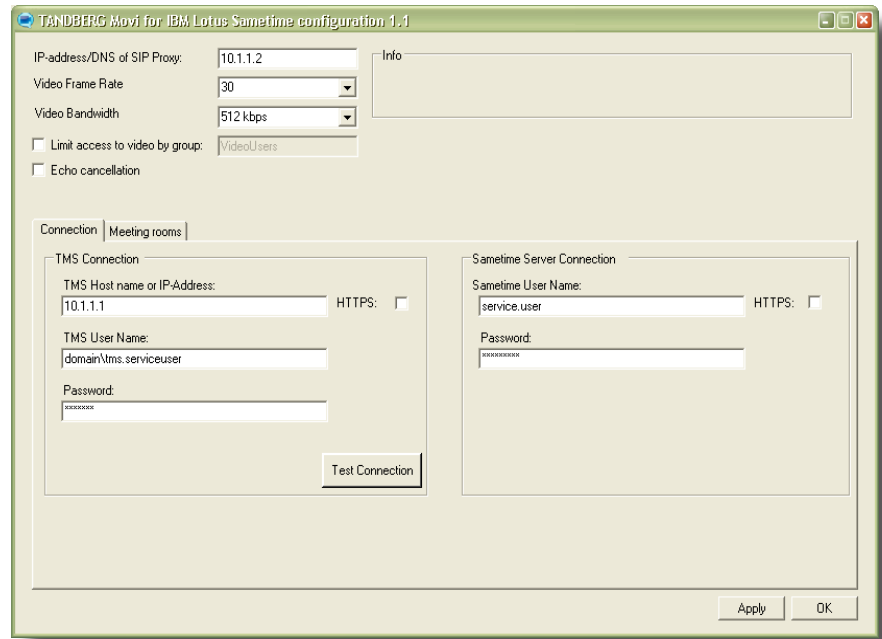 TANDBERG Movi for IBM Lotus Sametime configuration 1.1
IP-address/DNS of SIP Proxy: 10.1.1.2
Info
Video Frame Rate 30
Video Bandwidth 512 kbps
Limit access to video by group: VideoUsers
Echo cancellation
Connection Meeting rooms
TMS Connection
TMS Host name or IP-Address:
10.1.1.1 HTTPS:
TMS User Name:
domain\tms.serviceuser
Password:
*******
Test Connection
Sametime Server Connection
Sametime User Name:
service.user HTTPS:
Password:
*********
Apply OK